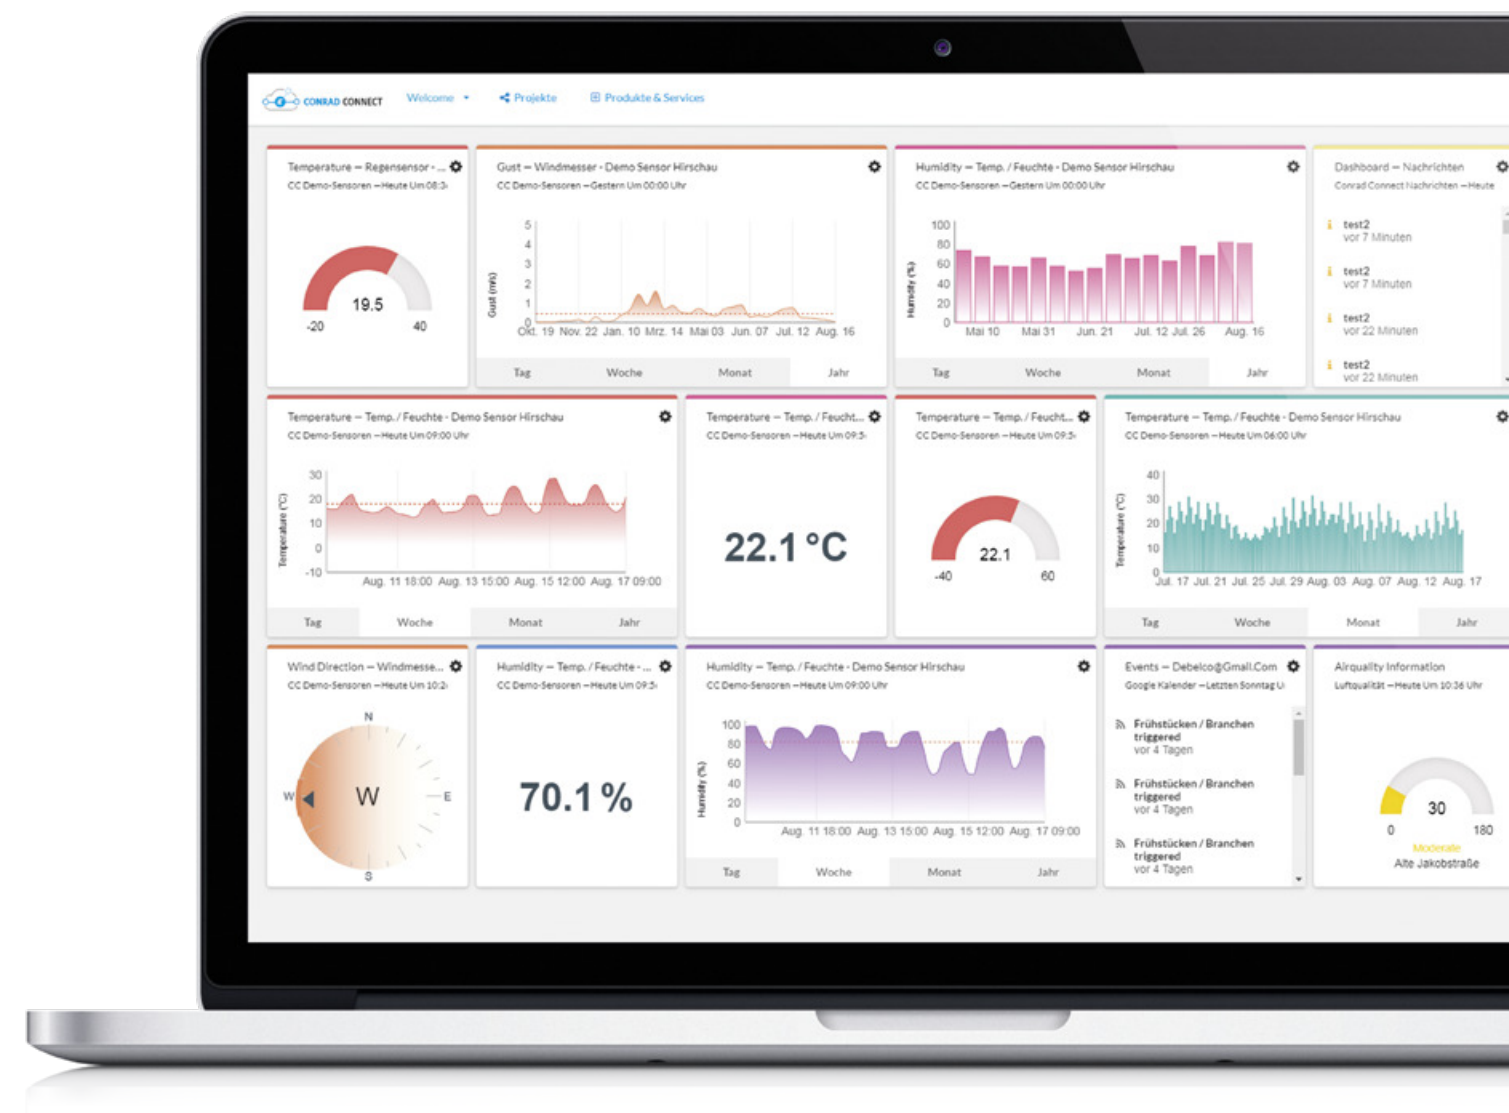 CONRAD CONNECT
Welcome
Projekte
Produkte & Services
Temperature — Regensensor - ...
CC Demo-Sensoren —Heute Um 08:3
19.5
-20
40
Gust — Windmesser - Demo Sensor Hirschau
CC Demo-Sensoren —Gestern Um 00:00 Uhr
Gust (m/s)
5
4
3
2
1
0
Okt. 19 Nov. 22 Jan. 10 Mrz. 14 Mai 03 Jun. 07 Jul. 12 Aug. 16
Tag Woche Monat Jahr
Humidity — Temp. / Feuchte - Demo Sensor Hirschau
CC Demo-Sensoren —Gestern Um 00:00 Uhr
Humidity (%)
100
80
60
40
20
0
Mai 10 Mai 31 Jun. 21 Jul. 12 Jul. 26 Aug. 16
Tag Woche Monat Jahr
Dashboard — Nachrichten
Conrad Connect Nachrichten —Heute
test2
vor 7 Minuten
test2
vor 7 Minuten
test2
vor 22 Minuten
test2
vor 22 Minuten
Temperature — Temp. / Feuchte - Demo Sensor Hirschau
CC Demo-Sensoren —Heute Um 09:00 Uhr
Temperature (°C)
30
20
10
0
-10
Aug. 11 18:00 Aug. 13 15:00 Aug. 15 12:00 Aug. 17 09:00
Tag Woche Monat Jahr
Temperature — Temp. / Feucht...
CC Demo-Sensoren —Heute Um 09:5
22.1 °C
Temperature — Temp. / Feucht...
CC Demo-Sensoren —Heute Um 09:5
22.1
-40
60
Temperature — Temp. / Feuchte - Demo Sensor Hirschau
CC Demo-Sensoren —Heute Um 06:00 Uhr
Temperature (°C)
40
30
20
10
0
Jul. 17 Jul. 21 Jul. 25 Jul. 29 Aug. 03 Aug. 07 Aug. 12 Aug. 17
Tag Woche Monat Jahr
Wind Direction — Windmesse...
CC Demo-Sensoren —Heute Um 10:2
N
W
W
E
S
Humidity — Temp. / Feuchte - ...
CC Demo-Sensoren —Heute Um 09:5
70.1 %
Humidity — Temp. / Feuchte - Demo Sensor Hirschau
CC Demo-Sensoren —Heute Um 09:00 Uhr
Humidity (%)
100
80
60
40
20
0
Aug. 11 18:00 Aug. 13 15:00 Aug. 15 12:00 Aug. 17 09:00
Tag Woche Monat Jahr
Events — Debelco@Gmail.Com
Google Kalender —Letzten Sonntag U
Frühstücken / Branchen
triggered
vor 4 Tagen
Frühstücken / Branchen
triggered
vor 4 Tagen
Frühstücken / Branchen
triggered
vor 4 Tagen
Airquality Information
Luftqualität —Heute Um 10:36 Uhr
30
0
180
Moderate
Alte Jakobstraße